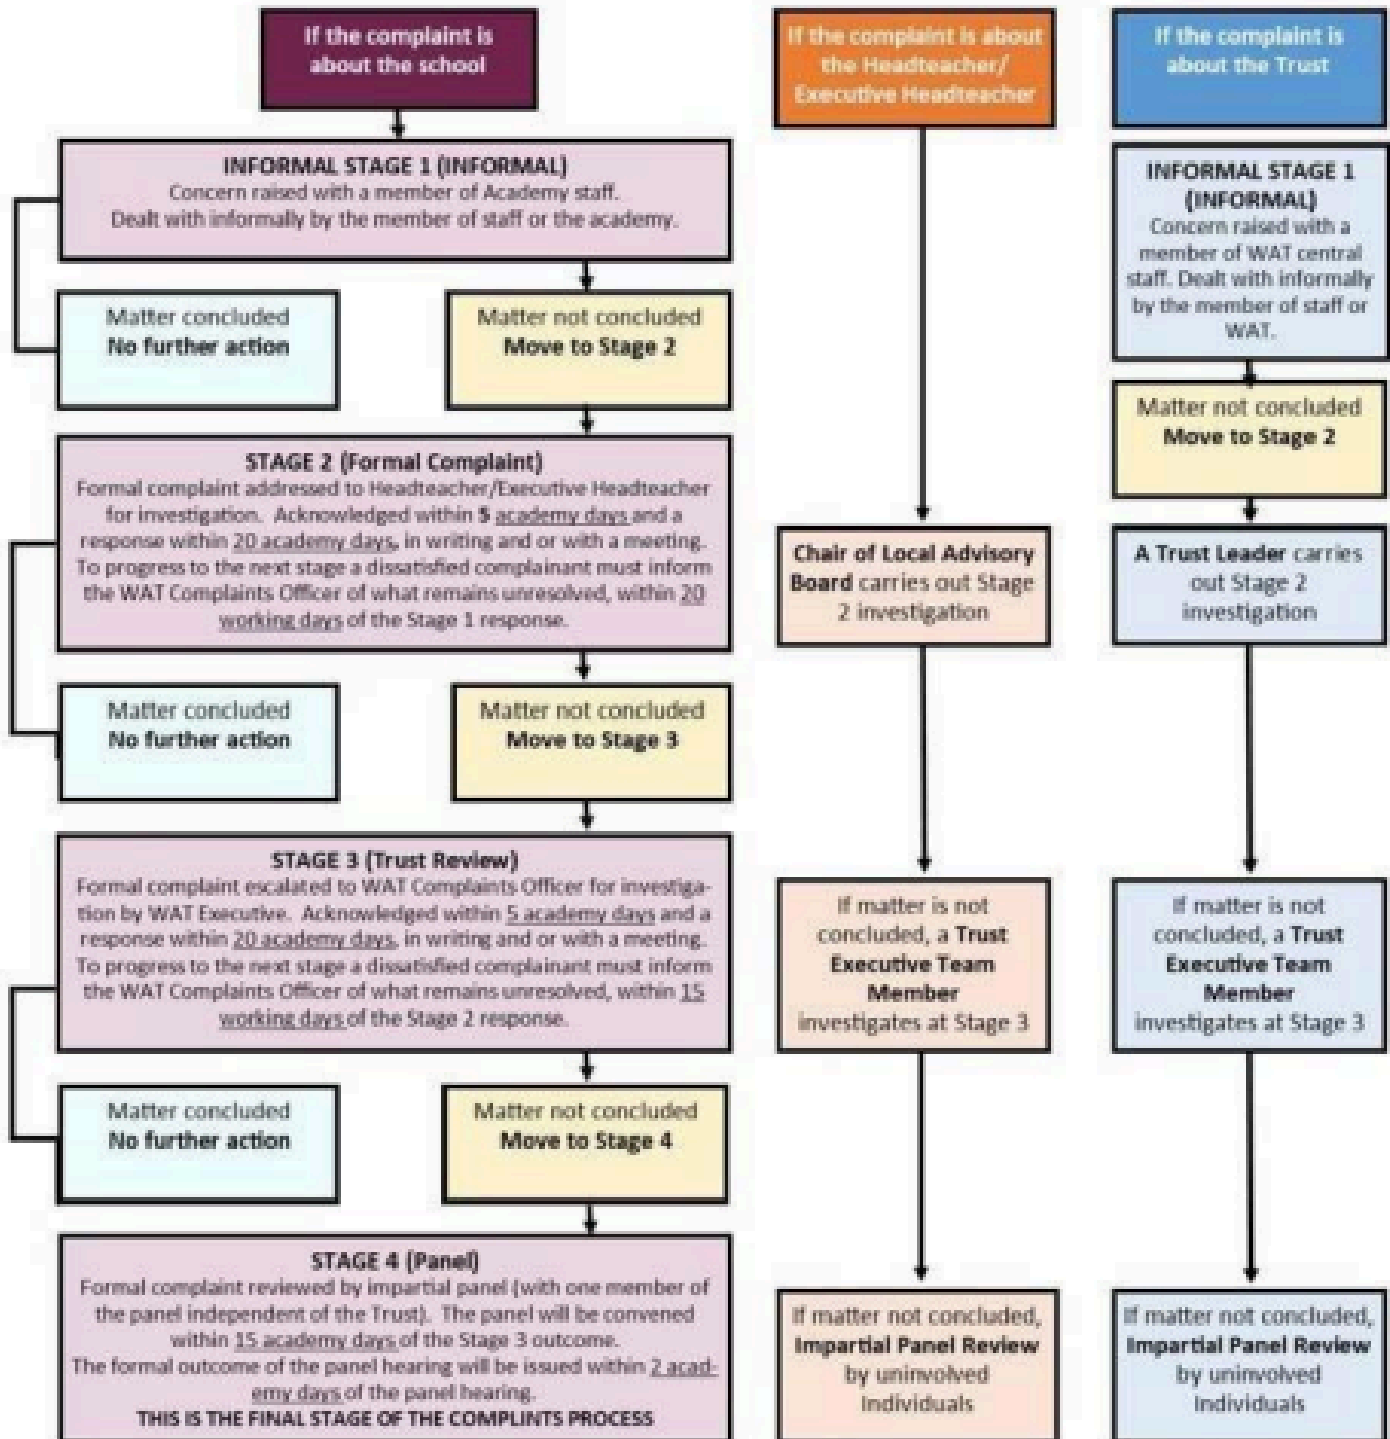 If the complaint is
about the school
INFORMAL STAGE 1 (INFORMAL)
Concern raised with a member of Academy staff.
Dealt with informally by the member of staff or the academy.
Matter concluded
No further action
Matter not concluded
Move to Stage 2
STAGE 2 (Formal Complaint)
Formal complaint addressed to Headteacher/Executive Headteacher
for investigation. Acknowledged within 5 academy days and a
response within 20 academy days, in writing and or with a meeting.
To progress to the next stage a dissatisfied complainant must inform
the WAT Complaints Officer of what remains unresolved, within 20
working days of the Stage 1 response.
Matter concluded
No further action
Matter not concluded
Move to Stage 3
STAGE 3 (Trust Review)
Formal complaint escalated to WAT Complaints Officer for investiga-
tion by WAT Executive. Acknowledged within 5 academy days and a
response within 20 academy days, in writing and or with a meeting.
To progress to the next stage a dissatisfied complainant must inform
the WAT Complaints Officer of what remains unresolved, within 15
working days of the Stage 2 response.
Matter concluded
No further action
Matter not concluded
Move to Stage 4
STAGE 4 (Panel)
Formal complaint reviewed by impartial panel (with one member of
the panel independent of the Trust). The panel will be convened
within 15 academy days of the Stage 3 outcome.
The formal outcome of the panel hearing will be issued within 2 acad-
emy days of the panel hearing.
THIS IS THE FINAL STAGE OF THE COMPLINTS PROCESS
If the complaint is about
the Headteacher/
Executive Headteacher
Chair of Local Advisory
Board carries out Stage
2 investigation
If matter is not
concluded, a Trust
Executive Team
Member
investigates at Stage 3
If matter not concluded,
Impartial Panel Review
by uninvolved
Individuals
If the complaint is
about the Trust
INFORMAL STAGE 1
(INFORMAL)
Concern raised with a
member of WAT central
staff. Dealt with informally
by the member of staff or
WAT.
Matter not concluded
Move to Stage 2
A Trust Leader carries
out Stage 2
investigation
If matter is not
concluded, a Trust
Executive Team
Member
investigates at Stage 3
If matter not concluded,
Impartial Panel Review
by uninvolved
Individuals